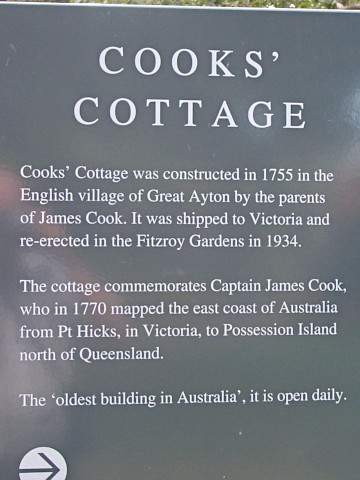 COOKS'
COTTAGE
Cooks' Cottage was constructed in 1755 in the
English village of Great Ayton by the parents
of James Cook. It was shipped to Victoria and
re-erected in the Fitzroy Gardens in 1934.
The cottage commemorates Captain James Cook,
who in 1770 mapped the east coast of Australia
from Pt Hicks, in Victoria, to Possession Island
north of Queensland.
The ‘oldest building in Australia’, it is open daily.